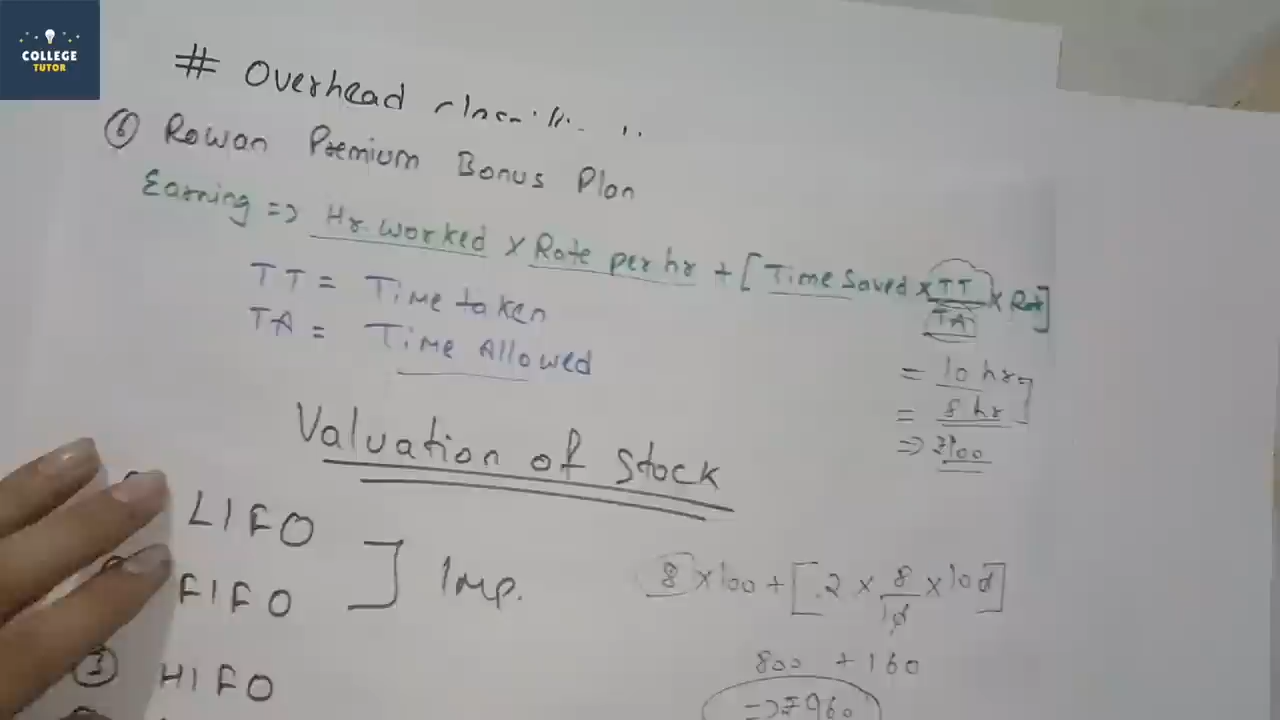 COLLEGE
TUTOR
# Overhead
⑥ Rowan Premium Bonus Plan
Earning => Hr. worked × Rate per hr + [Time Saved × TT/TA × Rate]
TT = Time taken
TA = Time Allowed
= 10 hr
= 8 hr
=> ₹100
Valuation of Stock
LIFO
FIFO
] Imp.
③ HIFO
8 × 100 + [2 × 8/10 × 100]
800 + 160
=> ₹960